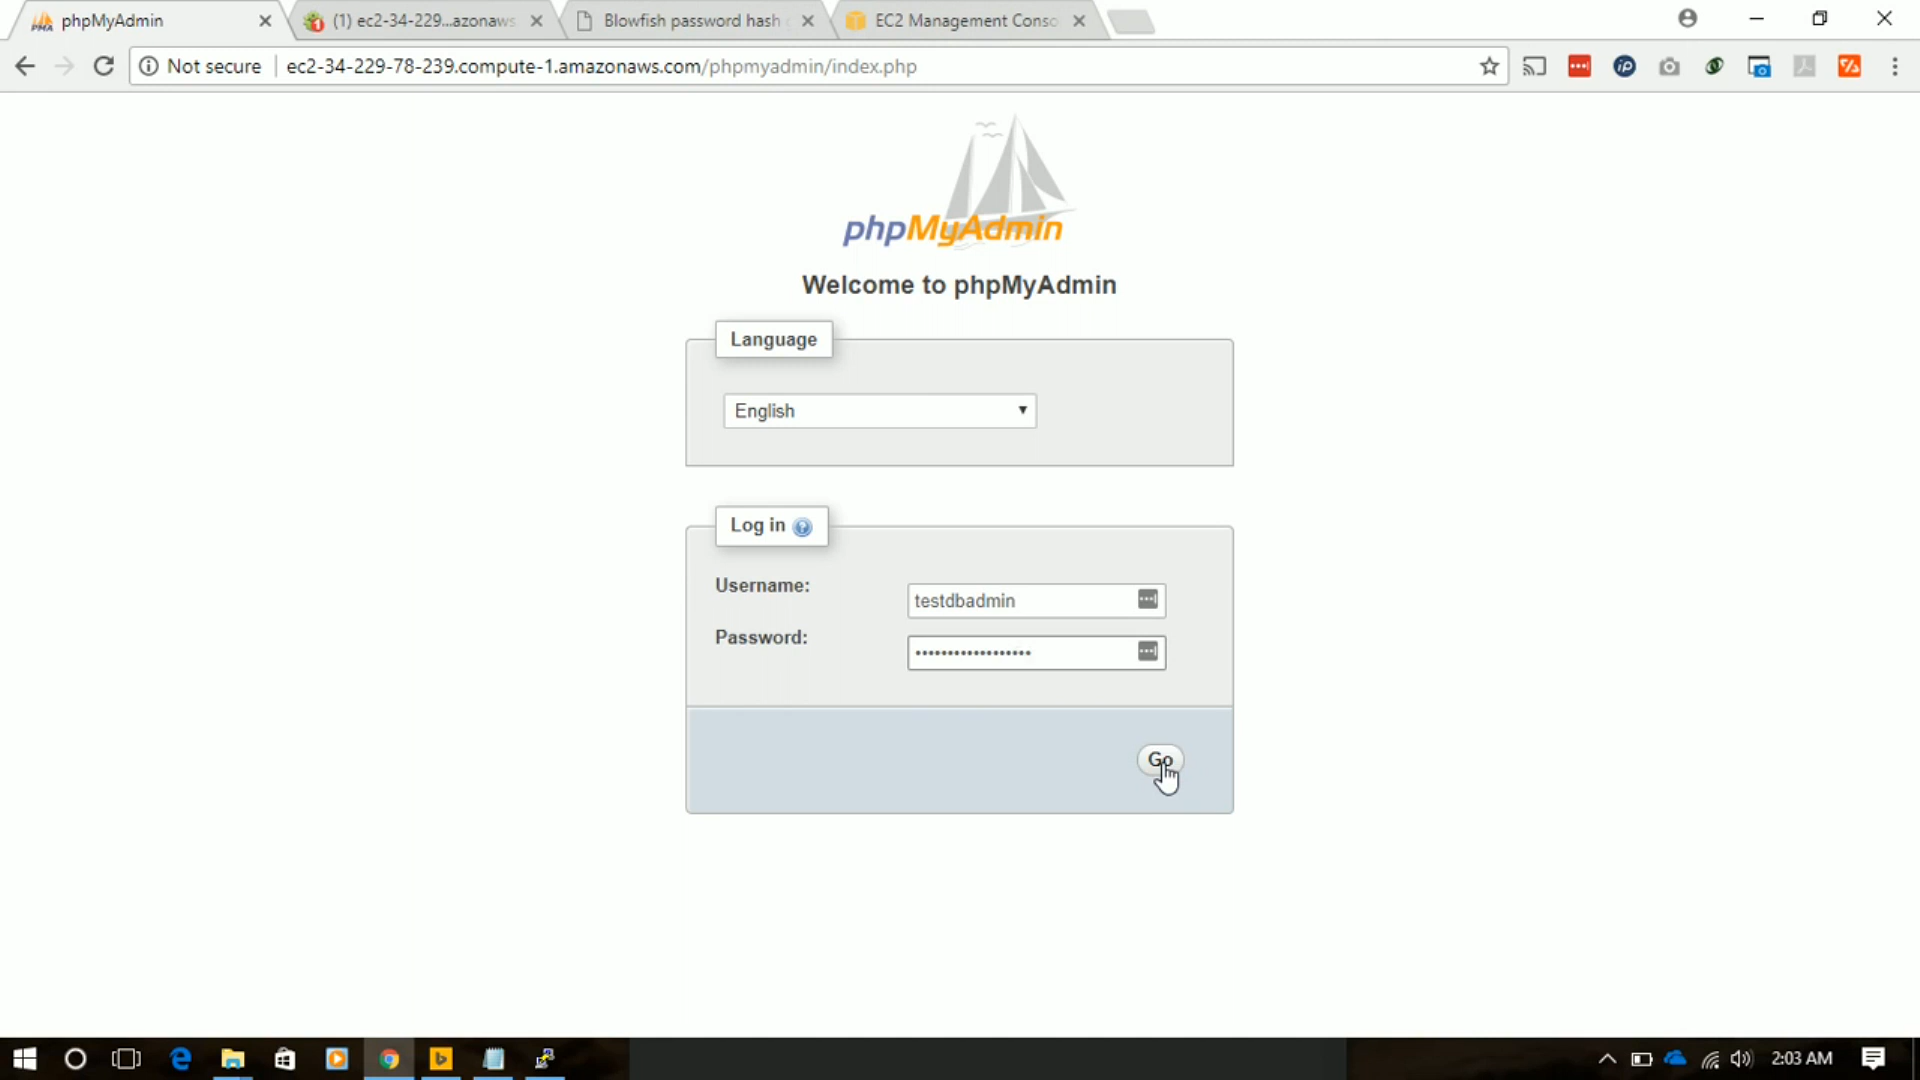 phpMyAdmin
(1) ec2-34-229...azonaws
Blowfish password hash
EC2 Management Conso
Not secure
ec2-34-229-78-239.compute-1.amazonaws.com/phpmyadmin/index.php
phpMyAdmin
Welcome to phpMyAdmin
Language
English
Log in
Username:
testdbadmin
Password:
Go
2:03 AM